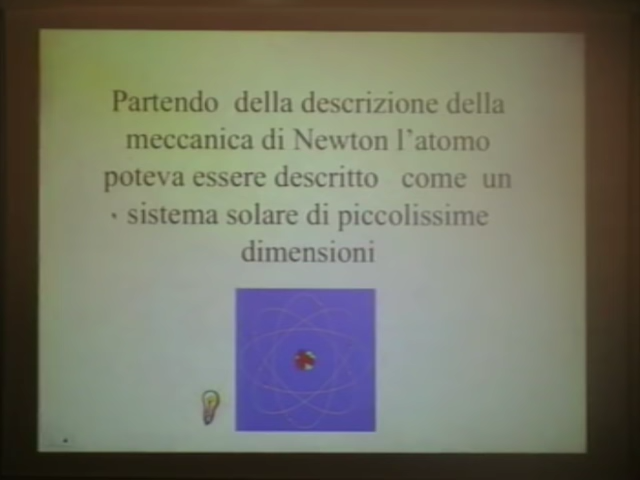 Partendo della descrizione della
meccanica di Newton l'atomo
poteva essere descritto come un
sistema solare di piccolissime
dimensioni